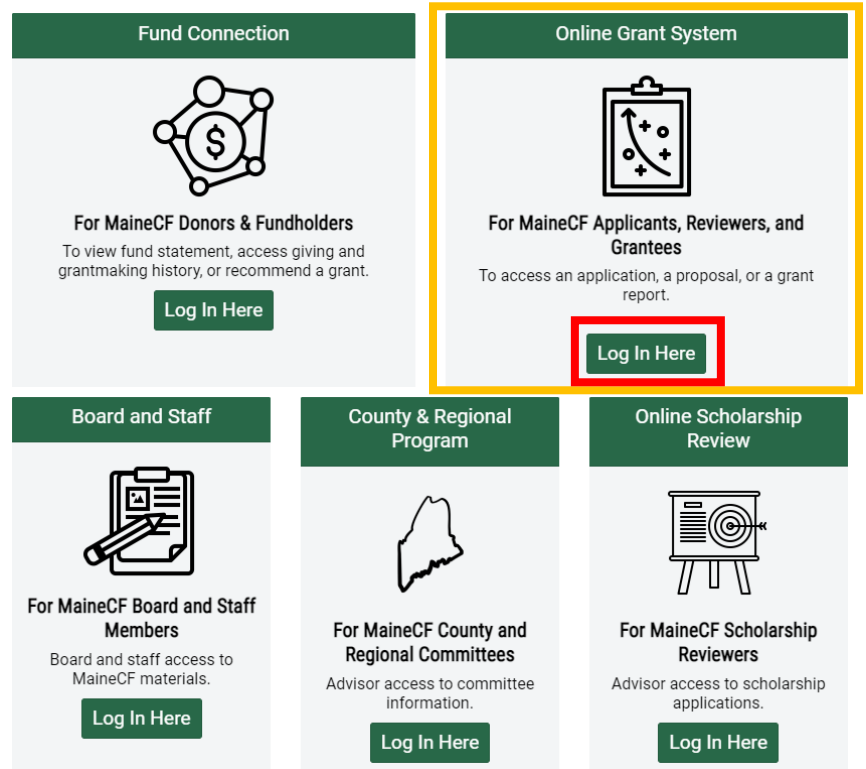 Fund Connection
$
For MaineCF Donors & Fundholders
To view fund statement, access giving and
grantmaking history, or recommend a grant.
Log In Here
Online Grant System
For MaineCF Applicants, Reviewers, and
Grantees
To access an application, a proposal, or a grant
report.
Log In Here
Board and Staff
For MaineCF Board and Staff
Members
Board and staff access to
MaineCF materials.
Log In Here
County & Regional
Program
For MaineCF County and
Regional Committees
Advisor access to committee
information.
Log In Here
Online Scholarship
Review
For MaineCF Scholarship
Reviewers
Advisor access to scholarship
applications.
Log In Here